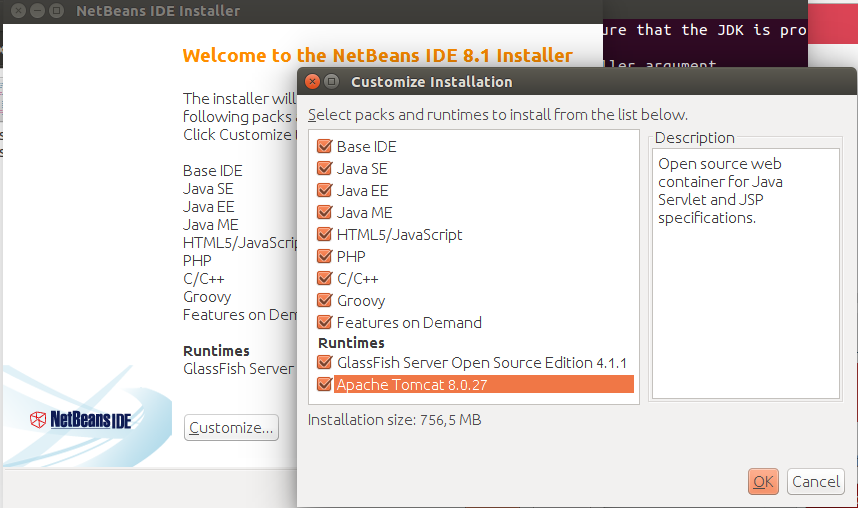 NetBeans IDE Installer
ure that the JDK is pro
ller argument
Welcome to the NetBeans IDE 8.1 Installer
The installer will
following packs
Click Customize
Base IDE
Java SE
Java EE
Java ME
HTML5/JavaScrip
PHP
C/C++
Groovy
Features on Dem
Runtimes
GlassFish Server
NetBeans IDE
Customize...
Customize Installation
Select packs and runtimes to install from the list below.
Base IDE
Java SE
Java EE
Java ME
HTML5/JavaScript
PHP
C/C++
Groovy
Features on Demand
Runtimes
GlassFish Server Open Source Edition 4.1.1
Apache Tomcat 8.0.27
Installation size: 756,5 MB
Description
Open source web
container for Java
Servlet and JSP
specifications.
OK
Cancel